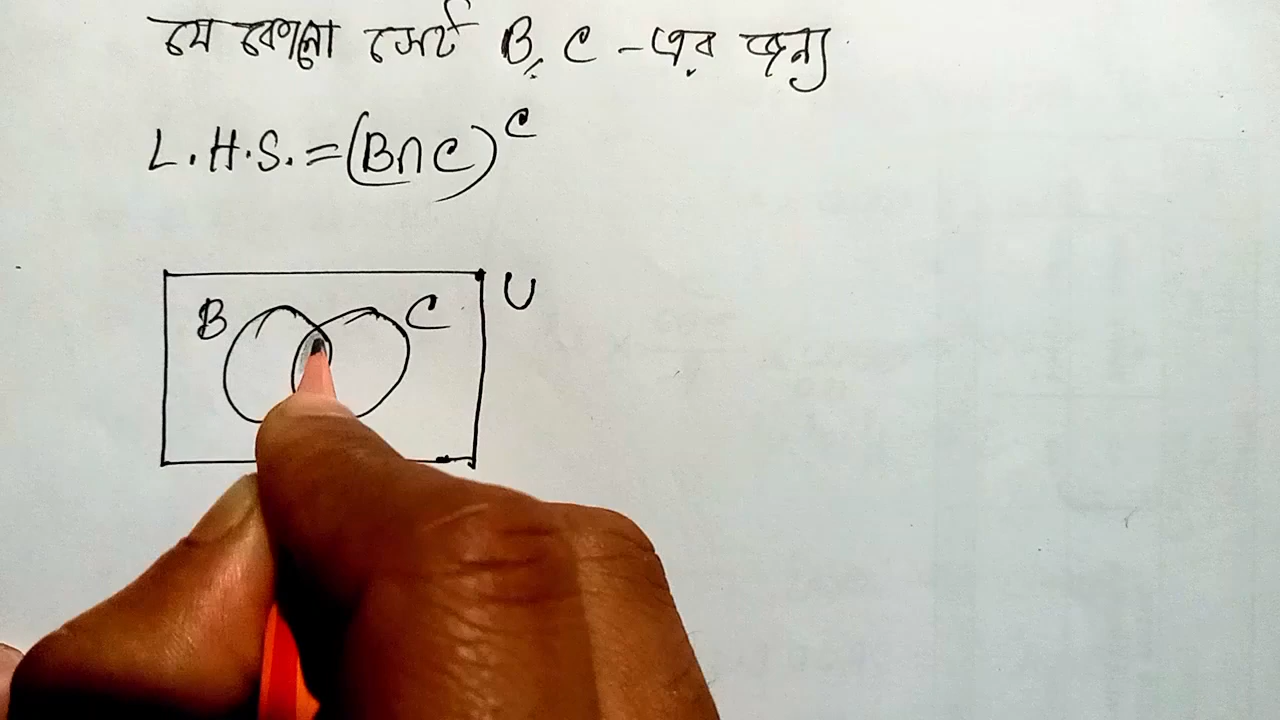 যে কোনো সেট B, C -এর জন্য
L.H.S. = (B∩C)^C
B C U